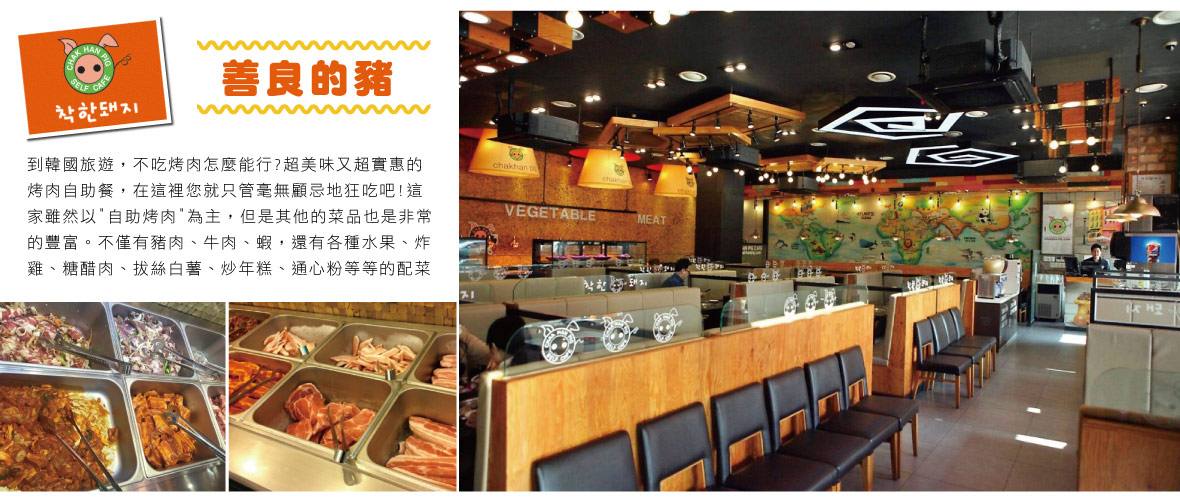 CHAK HAN PIG
SELF CAFE
착한돼지
善良的豬
到韓國旅遊，不吃烤肉怎麼能行?超美味又超實惠的
烤肉自助餐，在這裡您就只管毫無顧忌地狂吃吧!這
家雖然以"自助烤肉"為主，但是其他的菜品也是非常
的豐富。不僅有豬肉、牛肉、蝦，還有各種水果、炸
雞、糖醋肉、拔絲白薯、炒年糕、通心粉等等的配菜
chakhan pig
VEGETABLE
MEAT
착한돼지